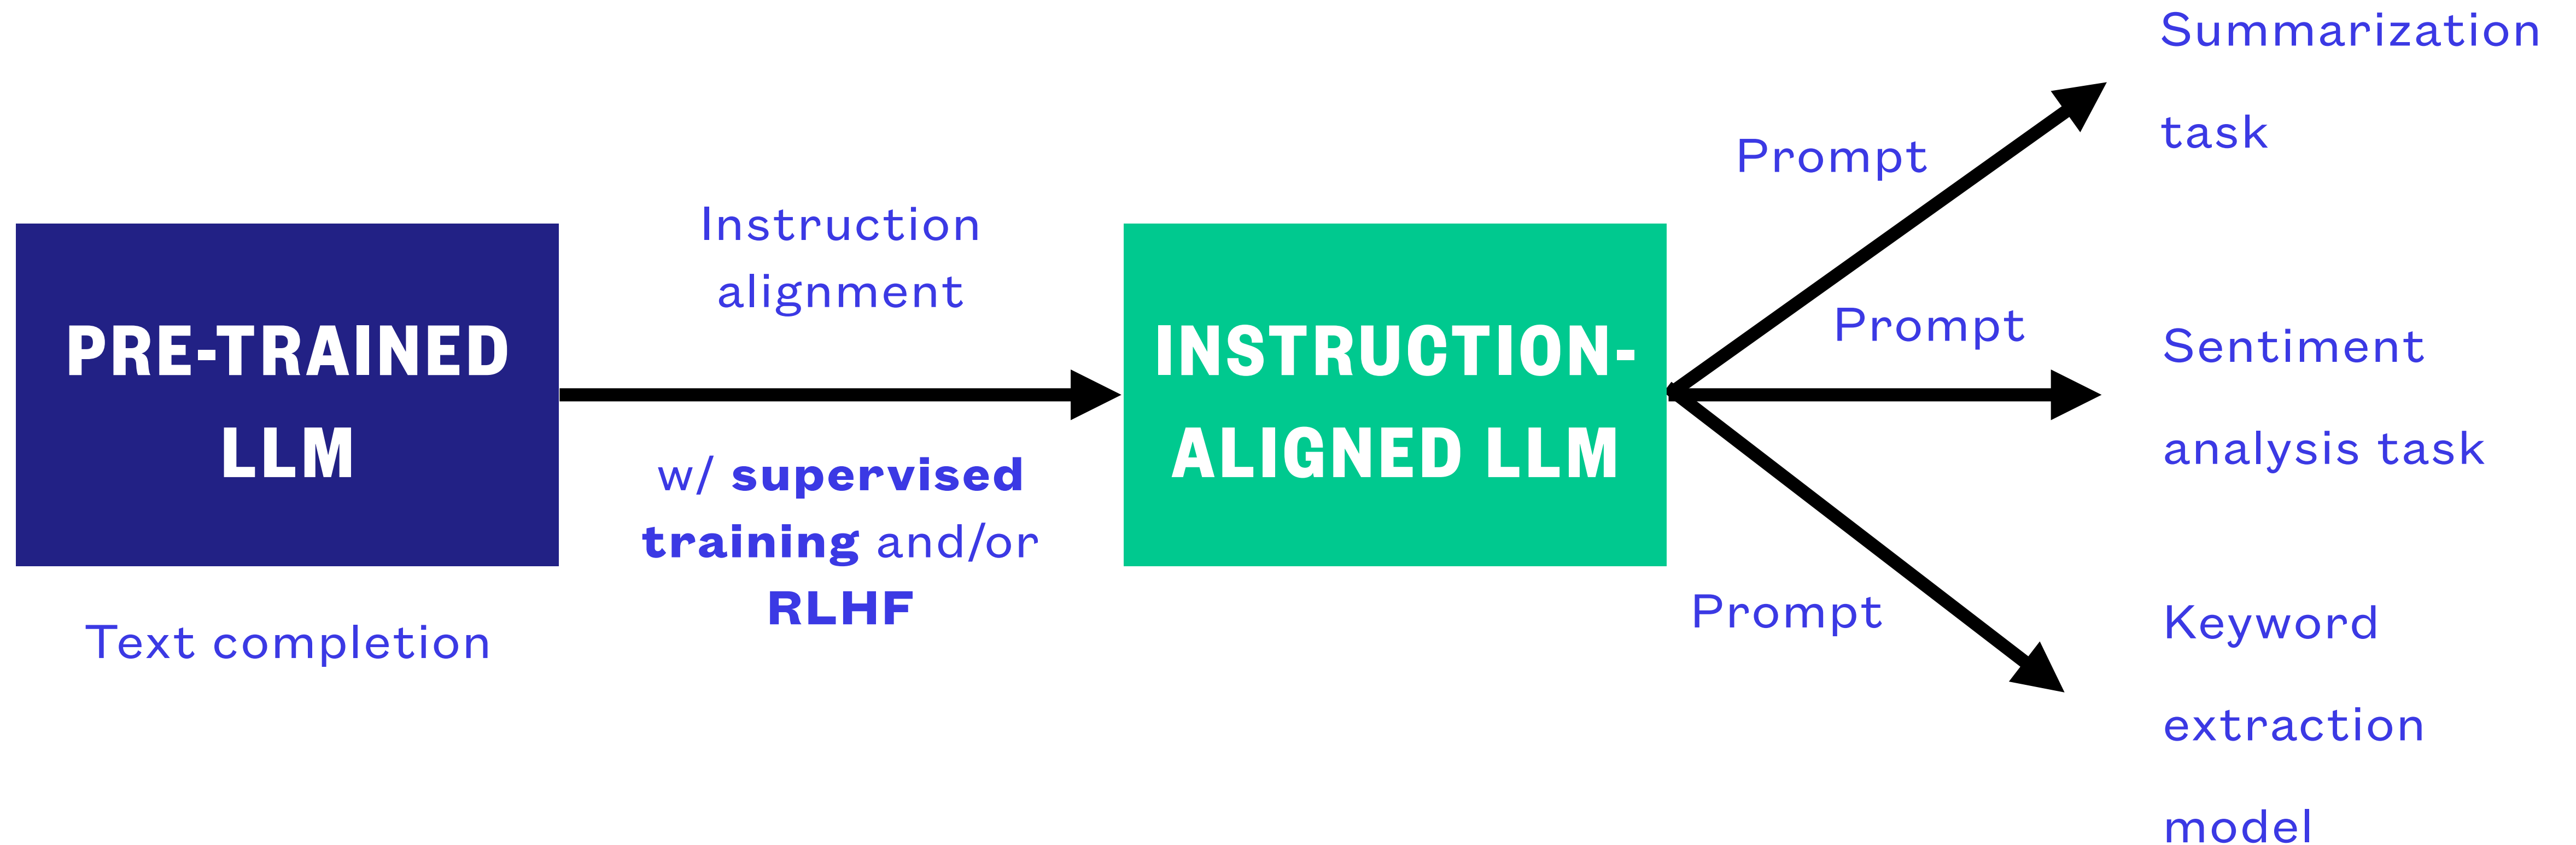 PRE-TRAINED
LLM
Text completion
Instruction
alignment
w/ supervised
training and/or
RLHF
INSTRUCTION-
ALIGNED LLM
Prompt
Summarization
task
Prompt
Sentiment
analysis task
Prompt
Keyword
extraction
model